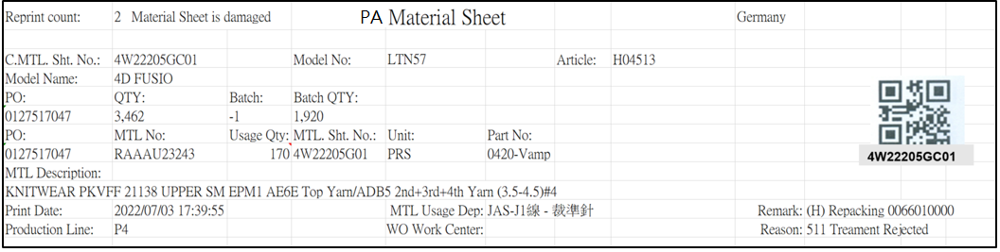 Reprint count: 2 Material Sheet is damaged PA Material Sheet Germany
C.MTL. Sht. No.: 4W22205GC01 Model No: LTN57 Article: H04513
Model Name: 4D FUSIO
PO: QTY: Batch: Batch QTY:
0127517047 3,462 -1 1,920
PO: MTL No: Usage Qty: MTL. Sht. No.: Unit: Part No:
0127517047 RAAAU23243 170 4W22205G01 PRS 0420-Vamp
4W22205GC01
MTL Description:
KNITWEAR PKVFF 21138 UPPER SM EPM1 AE6E Top Yarn/ADB5 2nd+3rd+4th Yarn (3.5-4.5)#4
Print Date: 2022/07/03 17:39:55 MTL Usage Dep: JAS-J1線 - 裁準針 Remark: (H) Repacking 0066010000
Production Line: P4 WO Work Center: Reason: 511 Treament Rejected